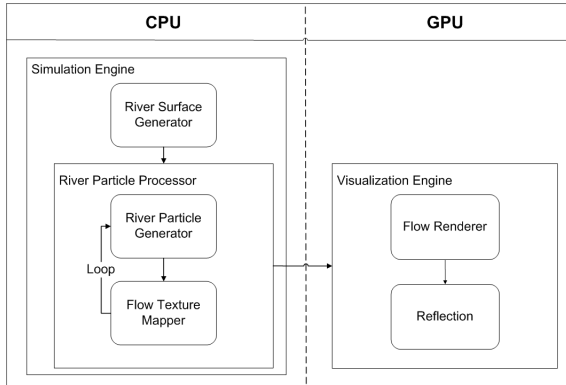 CPU
GPU
Simulation Engine
River Surface
Generator
River Particle Processor
River Particle
Generator
Loop
Flow Texture
Mapper
Visualization Engine
Flow Renderer
Reflection